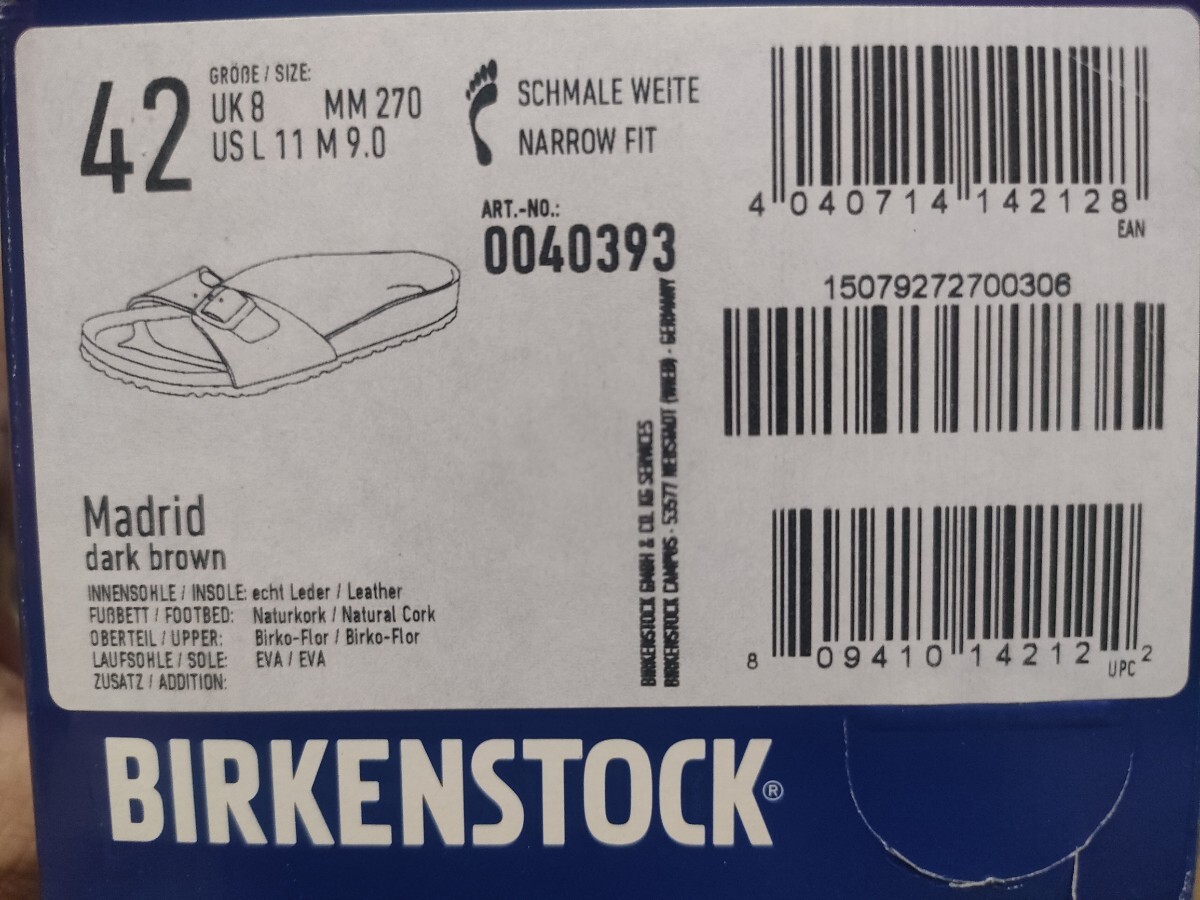 42
GRÖßE / SIZE:
UK 8 MM 270
US L 11 M 9.0
SCHMALE WEITE
NARROW FIT
ART.-NO.:
0040393
4 040714 142128
EAN
15079272700306
Madrid
dark brown
INNENSOHLE / INSOLE: echt Leder / Leather
FUßBETT / FOOTBED: Naturkork / Natural Cork
OBERTEIL / UPPER: Birko-Flor / Birko-Flor
LAUFSOHLE / SOLE: EVA / EVA
ZUSATZ / ADDITION:
BIRKENSTOCK GMBH & CO. KG SERVICES
BIRKENSTOCK CAMPUS · 53577 NEUSTADT (WIED) · GERMANY
8 09410 14212 2
UPC
BIRKENSTOCK®